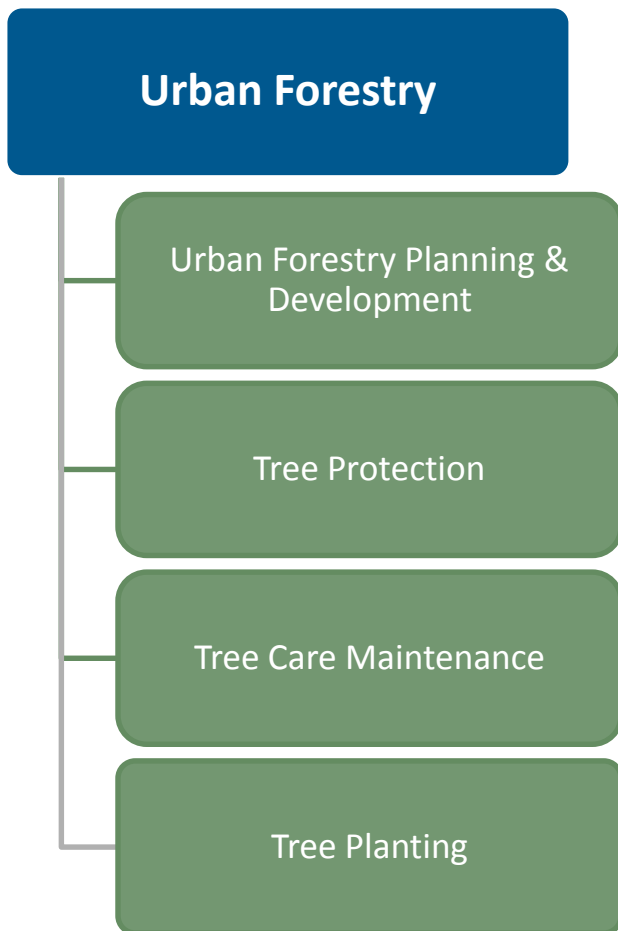 Urban Forestry
Urban Forestry Planning &
Development
Tree Protection
Tree Care Maintenance
Tree Planting